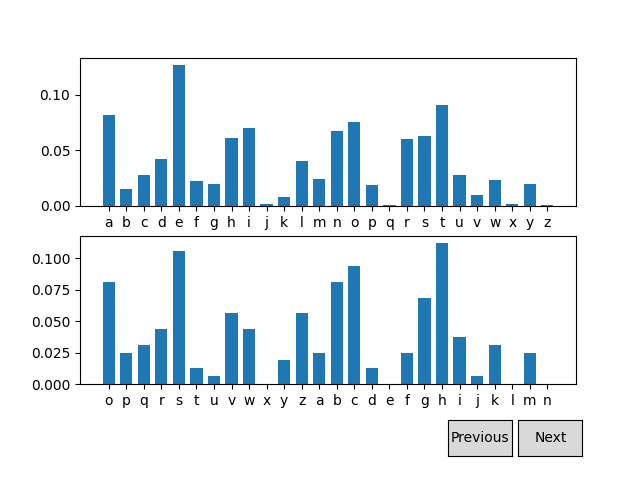 0.10
0.05
0.00
a b c d e f g h i j k l m n o p q r s t u v w x y z
0.100
0.075
0.050
0.025
0.000
o p q r s t u v w x y z a b c d e f g h i j k l m n
Previous Next